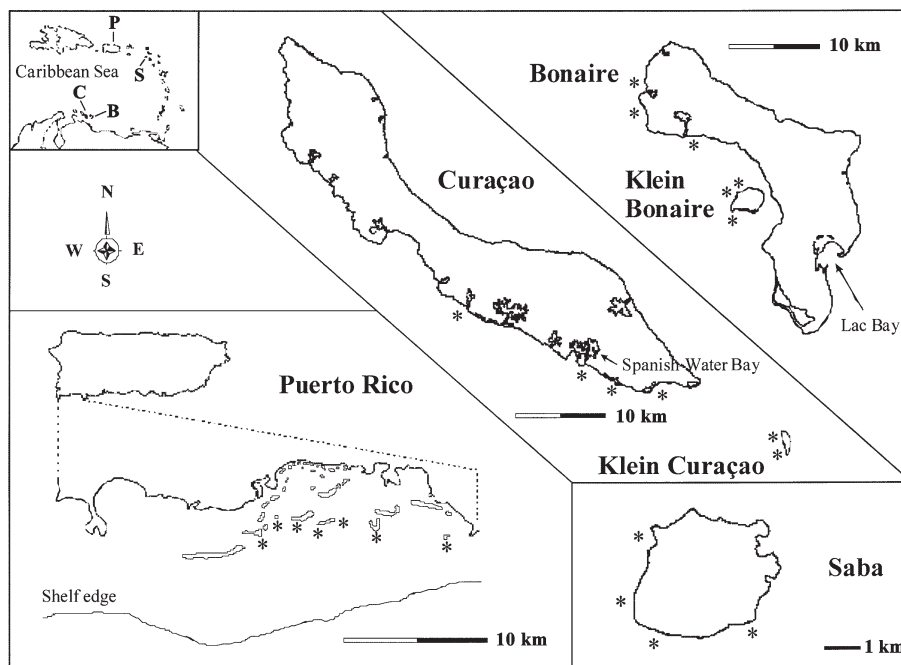 P
Caribbean Sea
S
C
B
N
W
E
S
10 km
Bonaire
*
*
*
Klein
Bonaire
* *
*
Lac Bay
Curaçao
*
Spanish-Water Bay
* * *
10 km
Klein Curaçao
*
*
Puerto Rico
* * * * * * *
Shelf edge
10 km
*
*
*
*
Saba
1 km